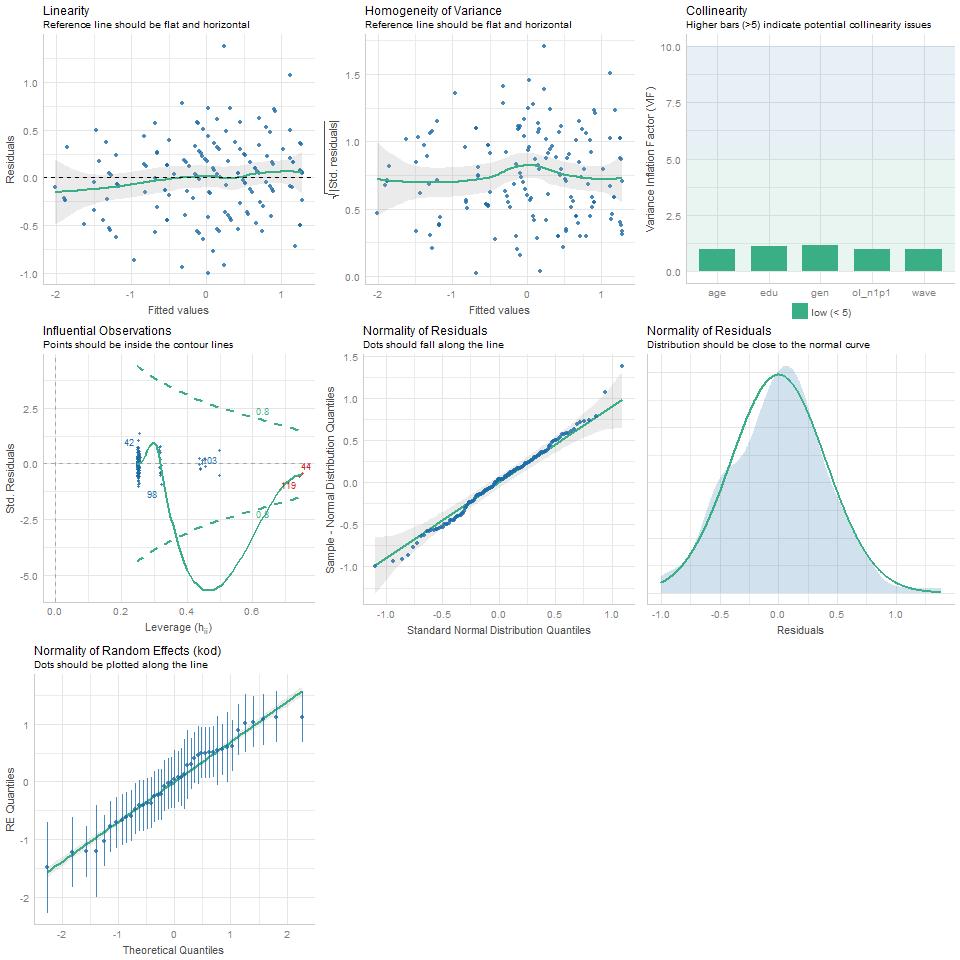 Linearity
Reference line should be flat and horizontal
Residuals
1.0
0.5
0.0
-0.5
-1.0
-2
-1
0
1
Fitted values
Homogeneity of Variance
Reference line should be flat and horizontal
√|Std. residuals|
1.5
1.0
0.5
0.0
-2
-1
0
1
Fitted values
Collinearity
Higher bars (>5) indicate potential collinearity issues
Variance Inflation Factor (VIF)
10.0
7.5
5.0
2.5
0.0
age
edu
gen
ol_n1p1
wave
low (< 5)
Influential Observations
Points should be inside the contour lines
Std. Residuals
2.5
0.0
-2.5
-5.0
0.8
42
103
44
119
98
0.8
0.0
0.2
0.4
0.6
Leverage (hii)
Normality of Residuals
Dots should fall along the line
Sample - Normal Distribution Quantiles
1.5
1.0
0.5
0.0
-0.5
-1.0
-1.0
-0.5
0.0
0.5
1.0
Standard Normal Distribution Quantiles
Normality of Residuals
Distribution should be close to the normal curve
-1.0
-0.5
0.0
0.5
1.0
Residuals
Normality of Random Effects (kod)
Dots should be plotted along the line
RE Quantiles
1
0
-1
-2
-2
-1
0
1
2
Theoretical Quantiles